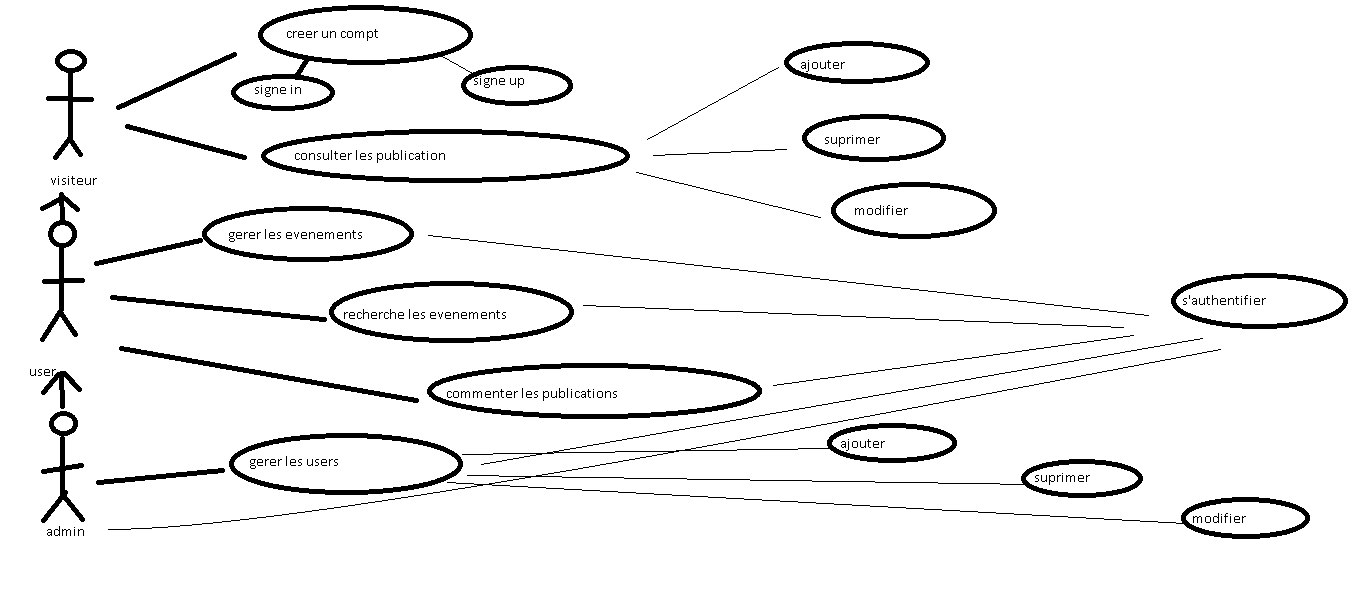 creer un compt
signe in
signe up
ajouter
consulter les publication
suprimer
visiteur
modifier
gerer les evenements
s'authentifier
recherche les evenements
user
commenter les publications
ajouter
gerer les users
suprimer
modifier
admin